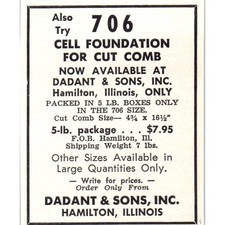 Also
Try 706
CELL FOUNDATION
FOR CUT COMB
NOW AVAILABLE AT
DADANT & SONS, INC.
Hamilton, Illinois, ONLY
PACKED IN 5 LB. BOXES ONLY
IN THE 706 SIZE.
Cut Comb Size — 4¾ x 16½"
5-lb. package . . . $7.95
F.O.B. Hamilton, Ill.
Shipping Weight 7 lbs.
Other Sizes Available in
Large Quantities Only.
— Write for prices. —
Order Only From
DADANT & SONS, INC.
HAMILTON, ILLINOIS